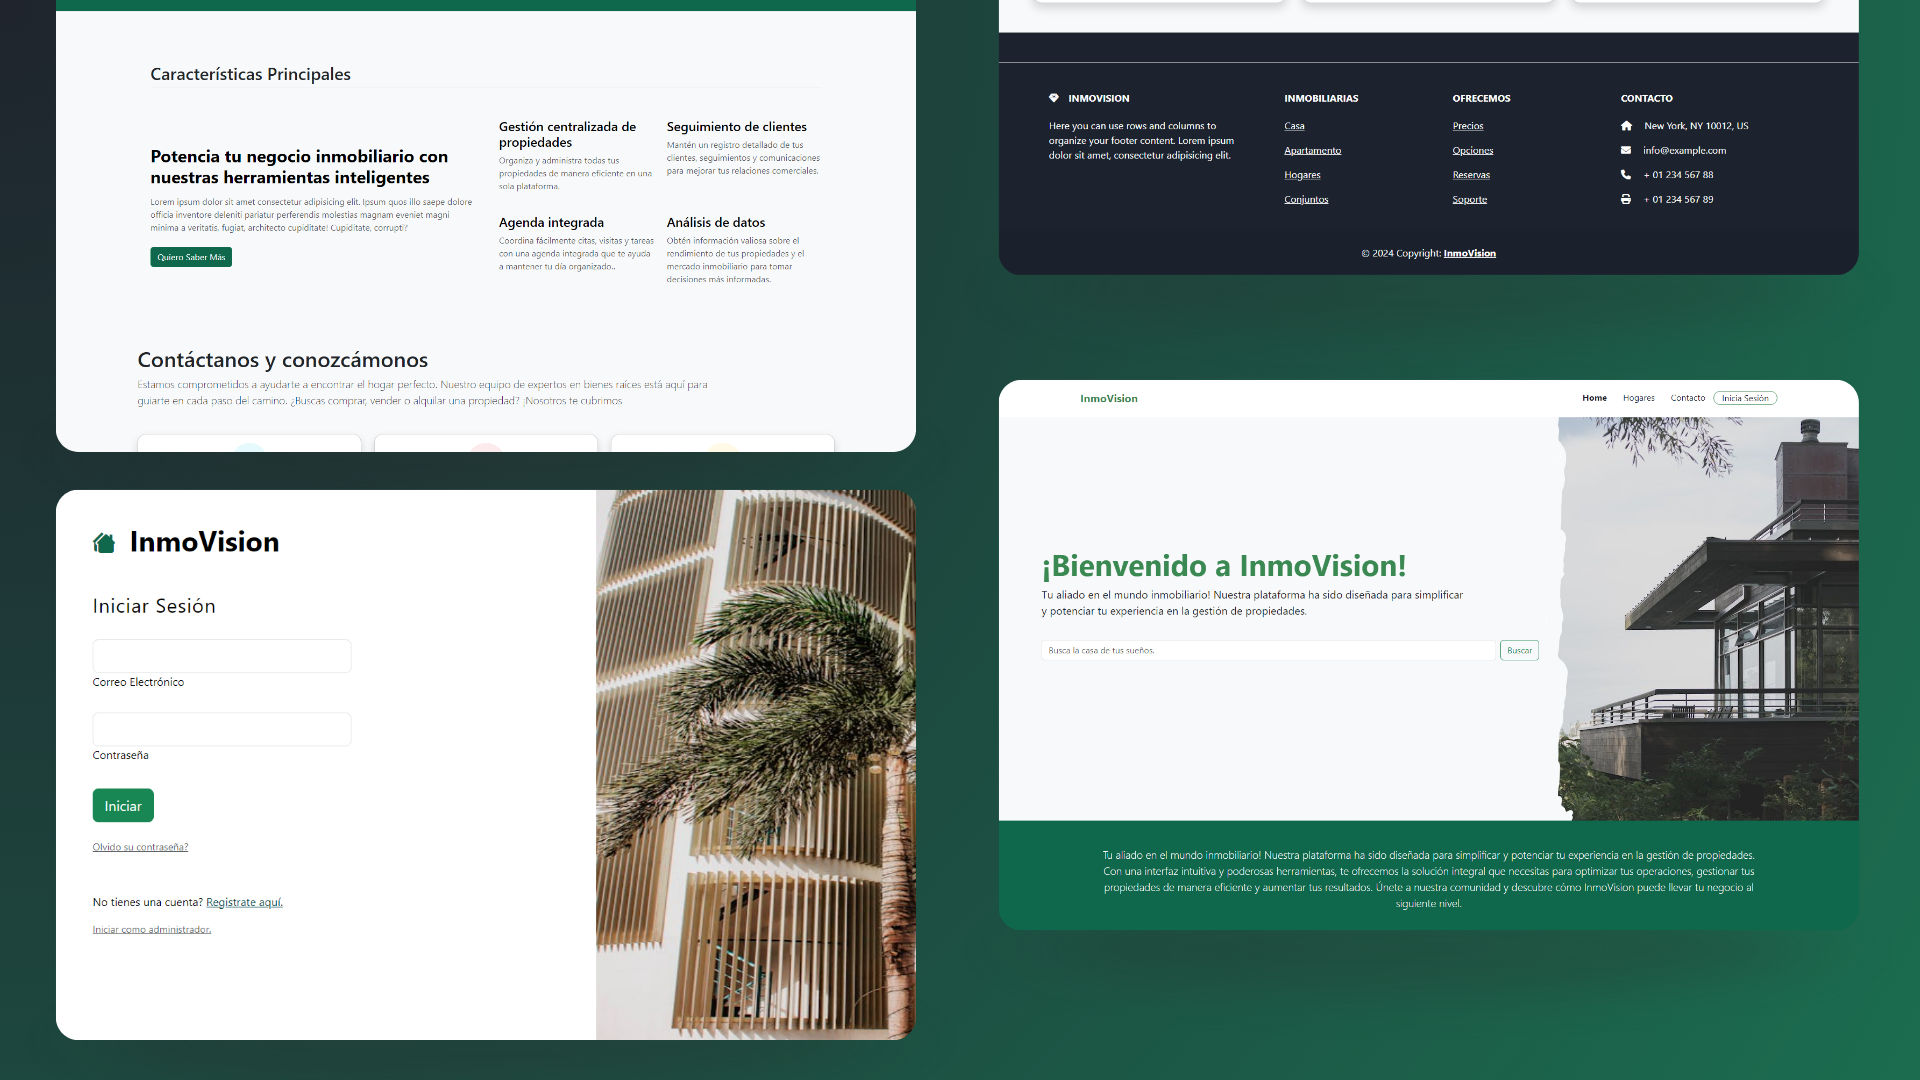 Características Principales
Potencia tu negocio inmobiliario con
nuestras herramientas inteligentes
Lorem ipsum dolor sit amet consectetur adipisicing elit. Ipsum quos illo saepe dolore
officia inventore deleniti pariatur perferendis molestias magnam eveniet magni
minima a veritatis. fugiat, architecto cupiditate! Cupiditate, corrupti?
Quiero Saber Más
Gestión centralizada de
propiedades
Organiza y administra todas tus
propiedades de manera eficiente en una
sola plataforma.
Seguimiento de clientes
Mantén un registro detallado de tus
clientes, seguimientos y comunicaciones
para mejorar tus relaciones comerciales.
Agenda integrada
Coordina fácilmente citas, visitas y tareas
con una agenda integrada que te ayuda
a mantener tu día organizado..
Análisis de datos
Obtén información valiosa sobre el
rendimiento de tus propiedades y el
mercado inmobiliario para tomar
decisiones más informadas.
Contáctanos y conozcámonos
Estamos comprometidos a ayudarte a encontrar el hogar perfecto. Nuestro equipo de expertos en bienes raíces está aquí para
guiarte en cada paso del camino. ¿Buscas comprar, vender o alquilar una propiedad? ¡Nosotros te cubrimos
INMOVISION
Here you can use rows and columns to
organize your footer content. Lorem ipsum
dolor sit amet, consectetur adipisicing elit.
INMOBILIARIAS
Casa
Apartamento
Hogares
Conjuntos
OFRECEMOS
Precios
Opciones
Reservas
Soporte
CONTACTO
New York, NY 10012, US
info@example.com
+ 01 234 567 88
+ 01 234 567 89
© 2024 Copyright: InmoVision
InmoVision
Iniciar Sesión
Correo Electrónico
Contraseña
Iniciar
Olvido su contraseña?
No tienes una cuenta? Registrate aquí.
Iniciar como administrador.
InmoVision
Home
Hogares
Contacto
Inicia Sesión
¡Bienvenido a InmoVision!
Tu aliado en el mundo inmobiliario! Nuestra plataforma ha sido diseñada para simplificar
y potenciar tu experiencia en la gestión de propiedades.
Busca la casa de tus sueños.
Buscar
Tu aliado en el mundo inmobiliario! Nuestra plataforma ha sido diseñada para simplificar y potenciar tu experiencia en la gestión de propiedades.
Con una interfaz intuitiva y poderosas herramientas, te ofrecemos la solución integral que necesitas para optimizar tus operaciones, gestionar tus
propiedades de manera eficiente y aumentar tus resultados. Únete a nuestra comunidad y descubre cómo InmoVision puede llevar tu negocio al
siguiente nivel.